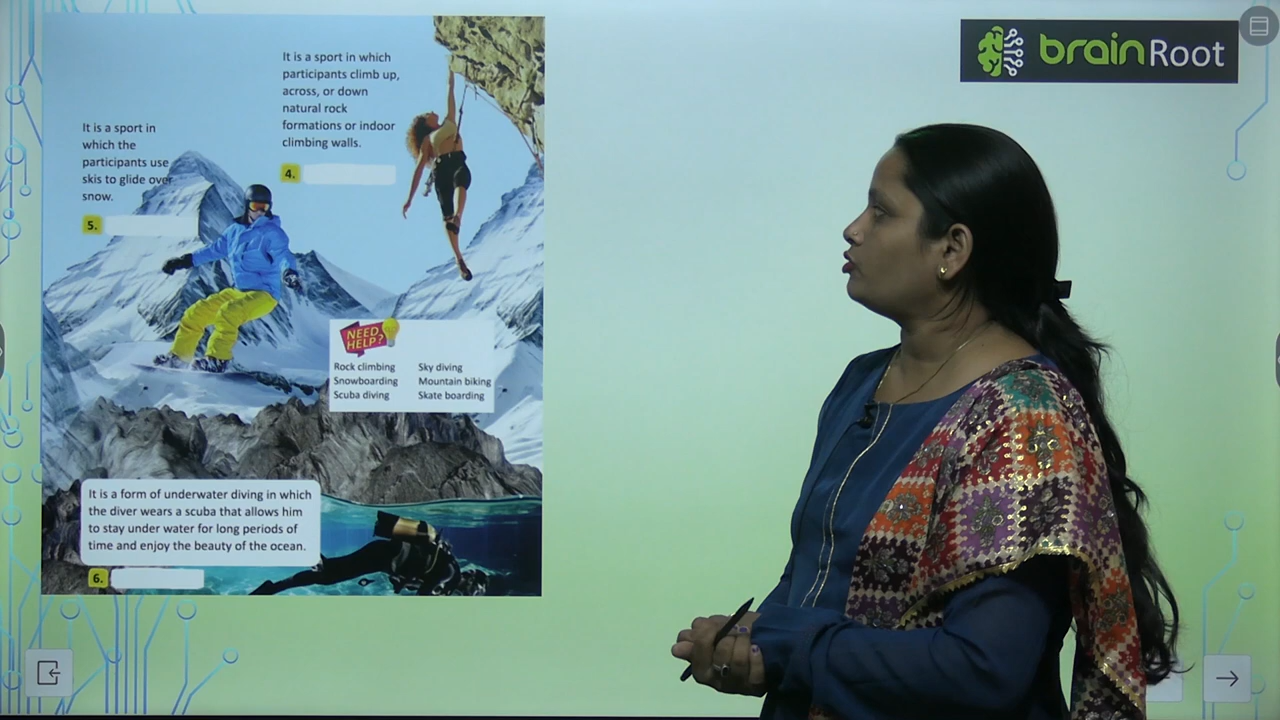 brainRoot
It is a sport in which
participants climb up,
across, or down
natural rock
formations or indoor
climbing walls.
4.
It is a sport in
which the
participants use
skis to glide over
snow.
5.
NEED
HELP?
Rock climbing Sky diving
Snowboarding Mountain biking
Scuba diving Skate boarding
It is a form of underwater diving in which
the diver wears a scuba that allows him
to stay under water for long periods of
time and enjoy the beauty of the ocean.
6.